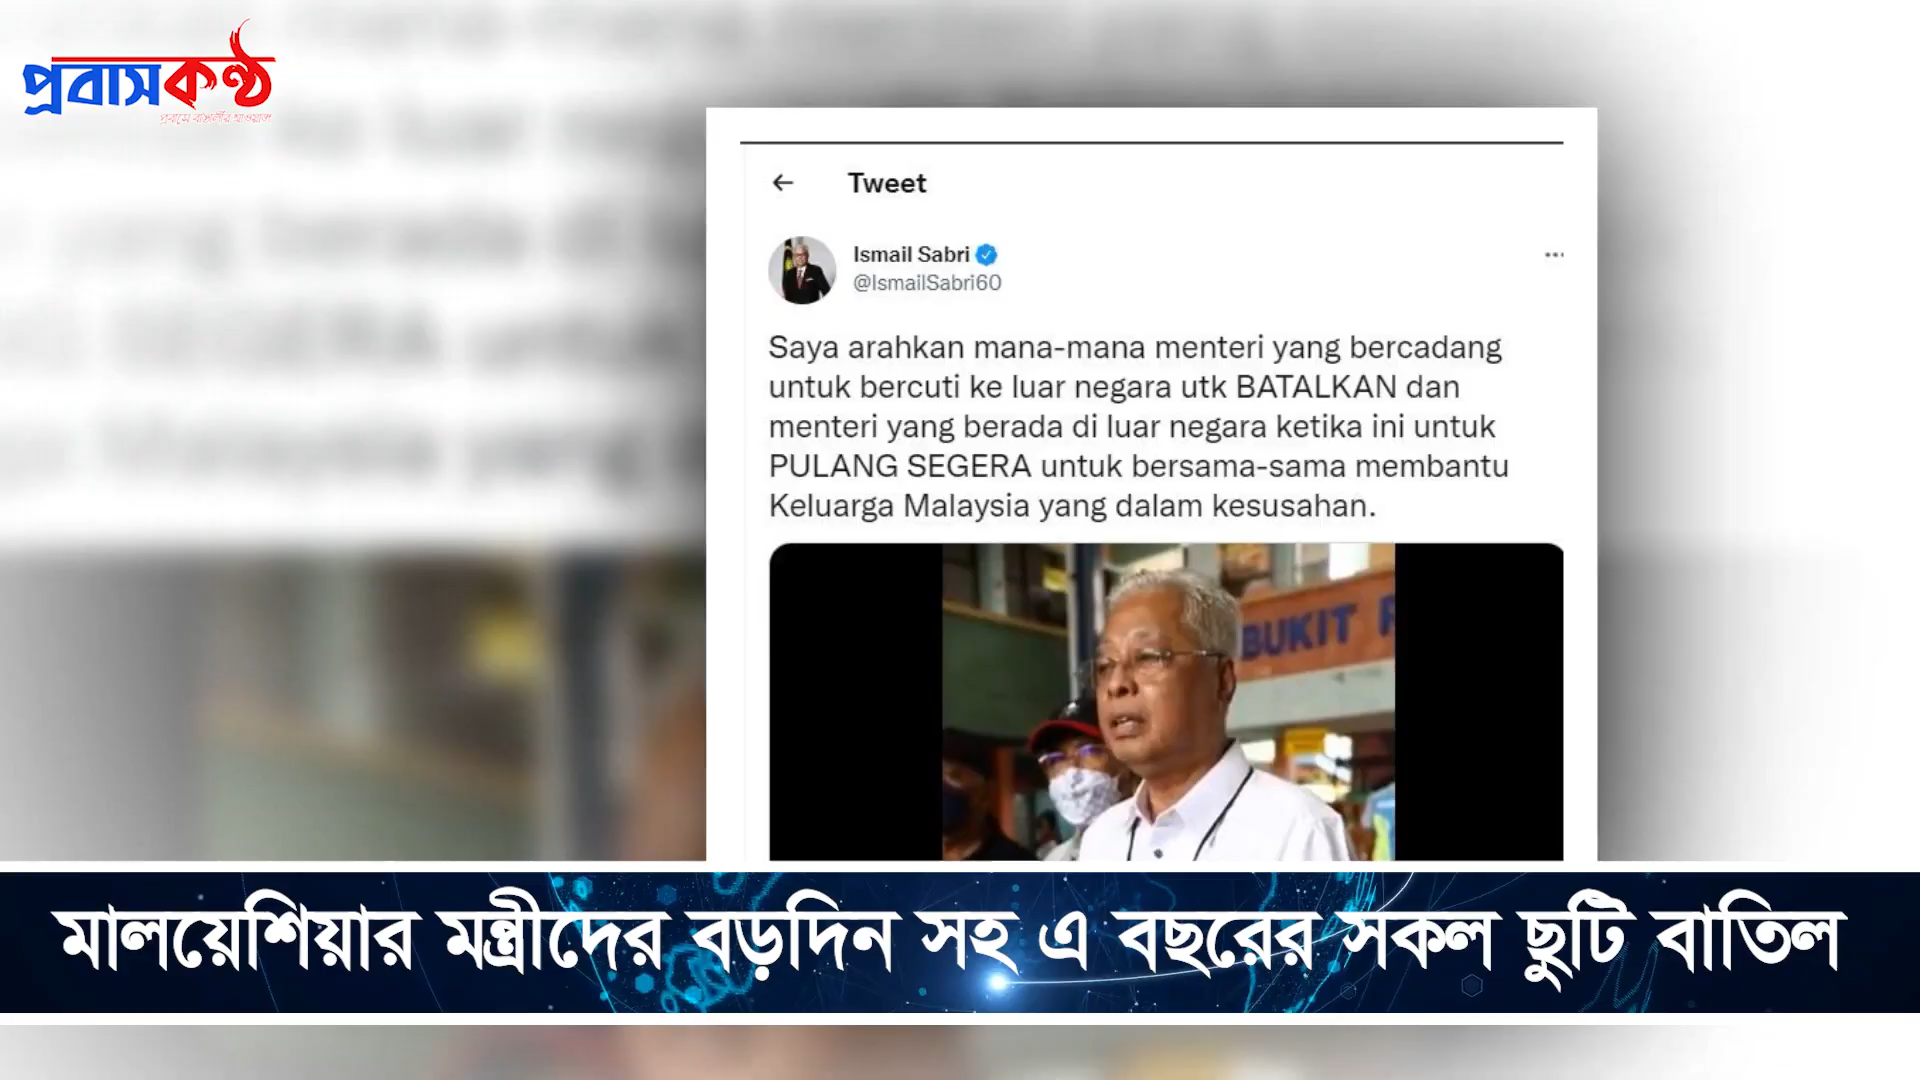 প্রবাসকণ্ঠ
প্রবাসে বাঙালীর আওয়াজ
Tweet
Ismail Sabri
@IsmailSabri60
Saya arahkan mana-mana menteri yang bercadang
untuk bercuti ke luar negara utk BATALKAN dan
menteri yang berada di luar negara ketika ini untuk
PULANG SEGERA untuk bersama-sama membantu
Keluarga Malaysia yang dalam kesusahan.
BUKIT
মালয়েশিয়ার মন্ত্রীদের বড়দিন সহ এ বছরের সকল ছুটি বাতিল